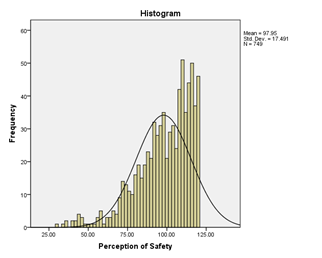 Histogram
Mean = 97.95
Std. Dev. = 17.491
N = 749
60
50
40
30
20
10
0
Frequency
25.00 50.00 75.00 100.00 125.00
Perception of Safety